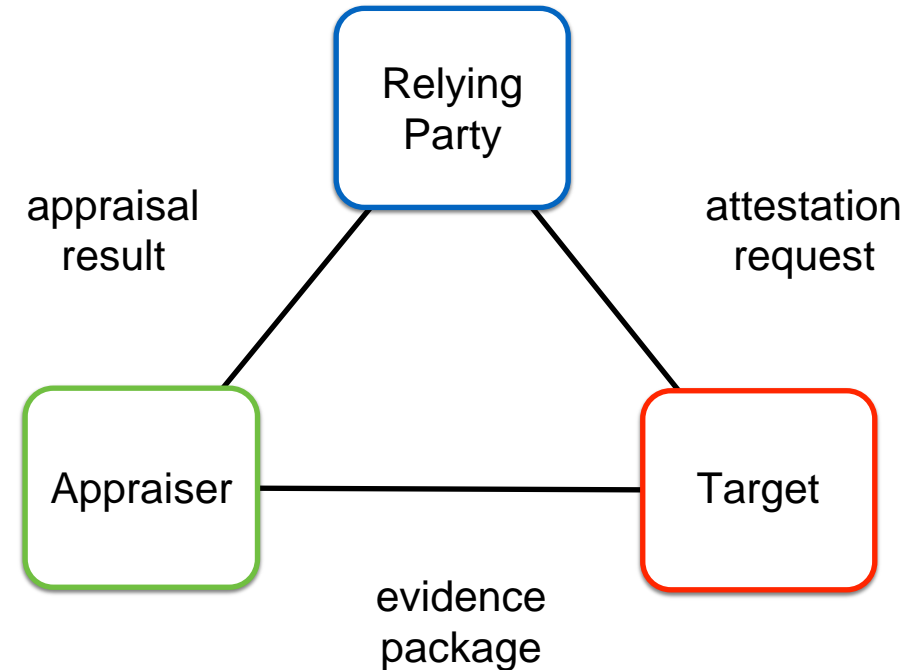 Relying
Party
appraisal
result
attestation
request
Appraiser
Target
evidence
package